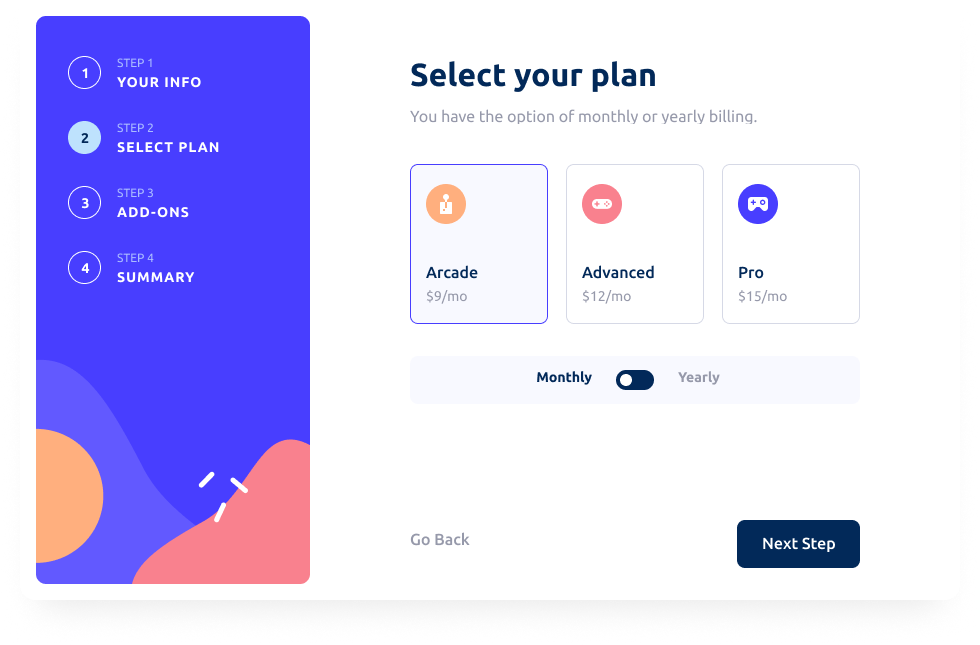 1
STEP 1
YOUR INFO
2
STEP 2
SELECT PLAN
3
STEP 3
ADD-ONS
4
STEP 4
SUMMARY
Select your plan
You have the option of monthly or yearly billing.
Arcade
$9/mo
Advanced
$12/mo
Pro
$15/mo
Monthly
Yearly
Go Back
Next Step